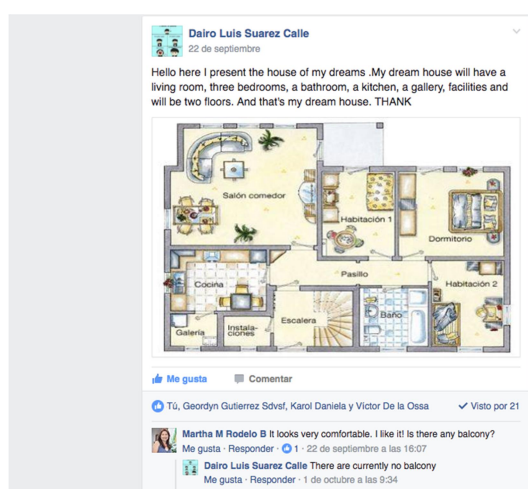 Dairo Luis Suarez Calle
22 de septiembre
Hello here I present the house of my dreams .My dream house will have a
living room, three bedrooms, a bathroom, a kitchen, a gallery, facilities and
will be two floors. And that's my dream house. THANK
Salón comedor
Habitación 1
Dormitorio
Pasillo
Cocina
Habitación 2
Escalera
Baño
Galería
Instala-
ciones
Me gusta Comentar
Tú, Geordyn Gutierrez Sdvsf, Karol Daniela y Víctor De la Ossa Visto por 21
Martha M Rodelo B It looks very comfortable. I like it! Is there any balcony?
Me gusta · Responder · 1 · 22 de septiembre a las 16:07
Dairo Luis Suarez Calle There are currently no balcony
Me gusta · Responder · 1 de octubre a las 9:34